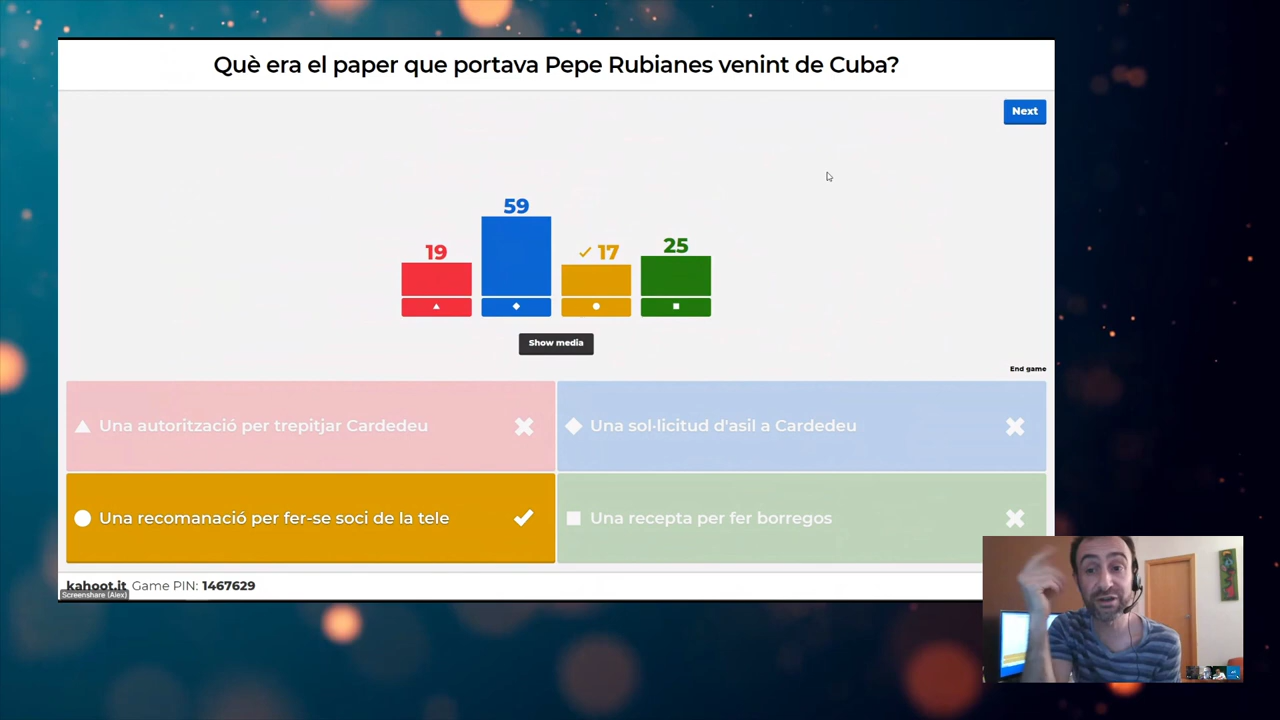 Què era el paper que portava Pepe Rubianes venint de Cuba?
Next
19
59
17
25
Show media
End game
Una autorització per trepitjar Cardedeu
Una sol·licitud d'asil a Cardedeu
Una recomanació per fer-se soci de la tele
Una recepta per fer borregos
kahoot.it Game PIN: 1467629
Screenshare (Alex)